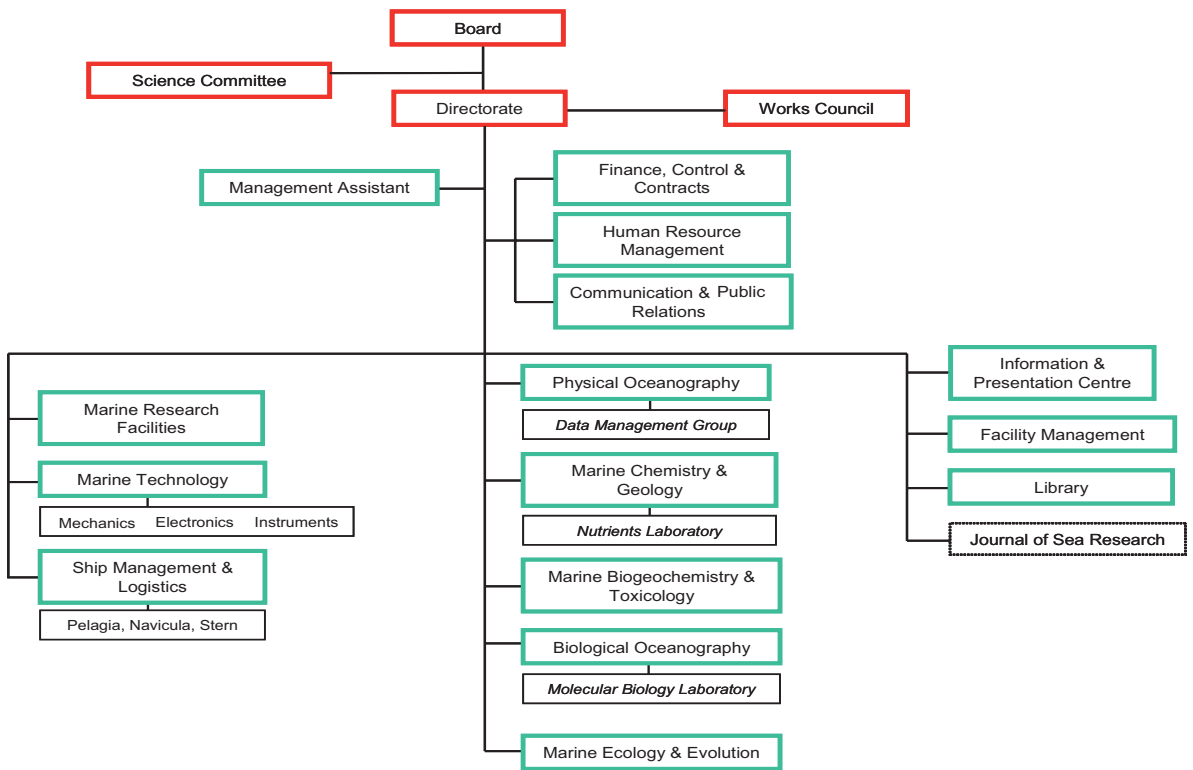 Board
Science Committee
Directorate
Works Council
Management Assistant
Finance, Control &
Contracts
Human Resource
Management
Communication & Public
Relations
Marine Research
Facilities
Marine Technology
Mechanics Electronics Instruments
Ship Management &
Logistics
Pelagia, Navicula, Stern
Physical Oceanography
Data Management Group
Marine Chemistry &
Geology
Nutrients Laboratory
Marine Biogeochemistry &
Toxicology
Biological Oceanography
Molecular Biology Laboratory
Marine Ecology & Evolution
Information &
Presentation Centre
Facility Management
Library
Journal of Sea Research